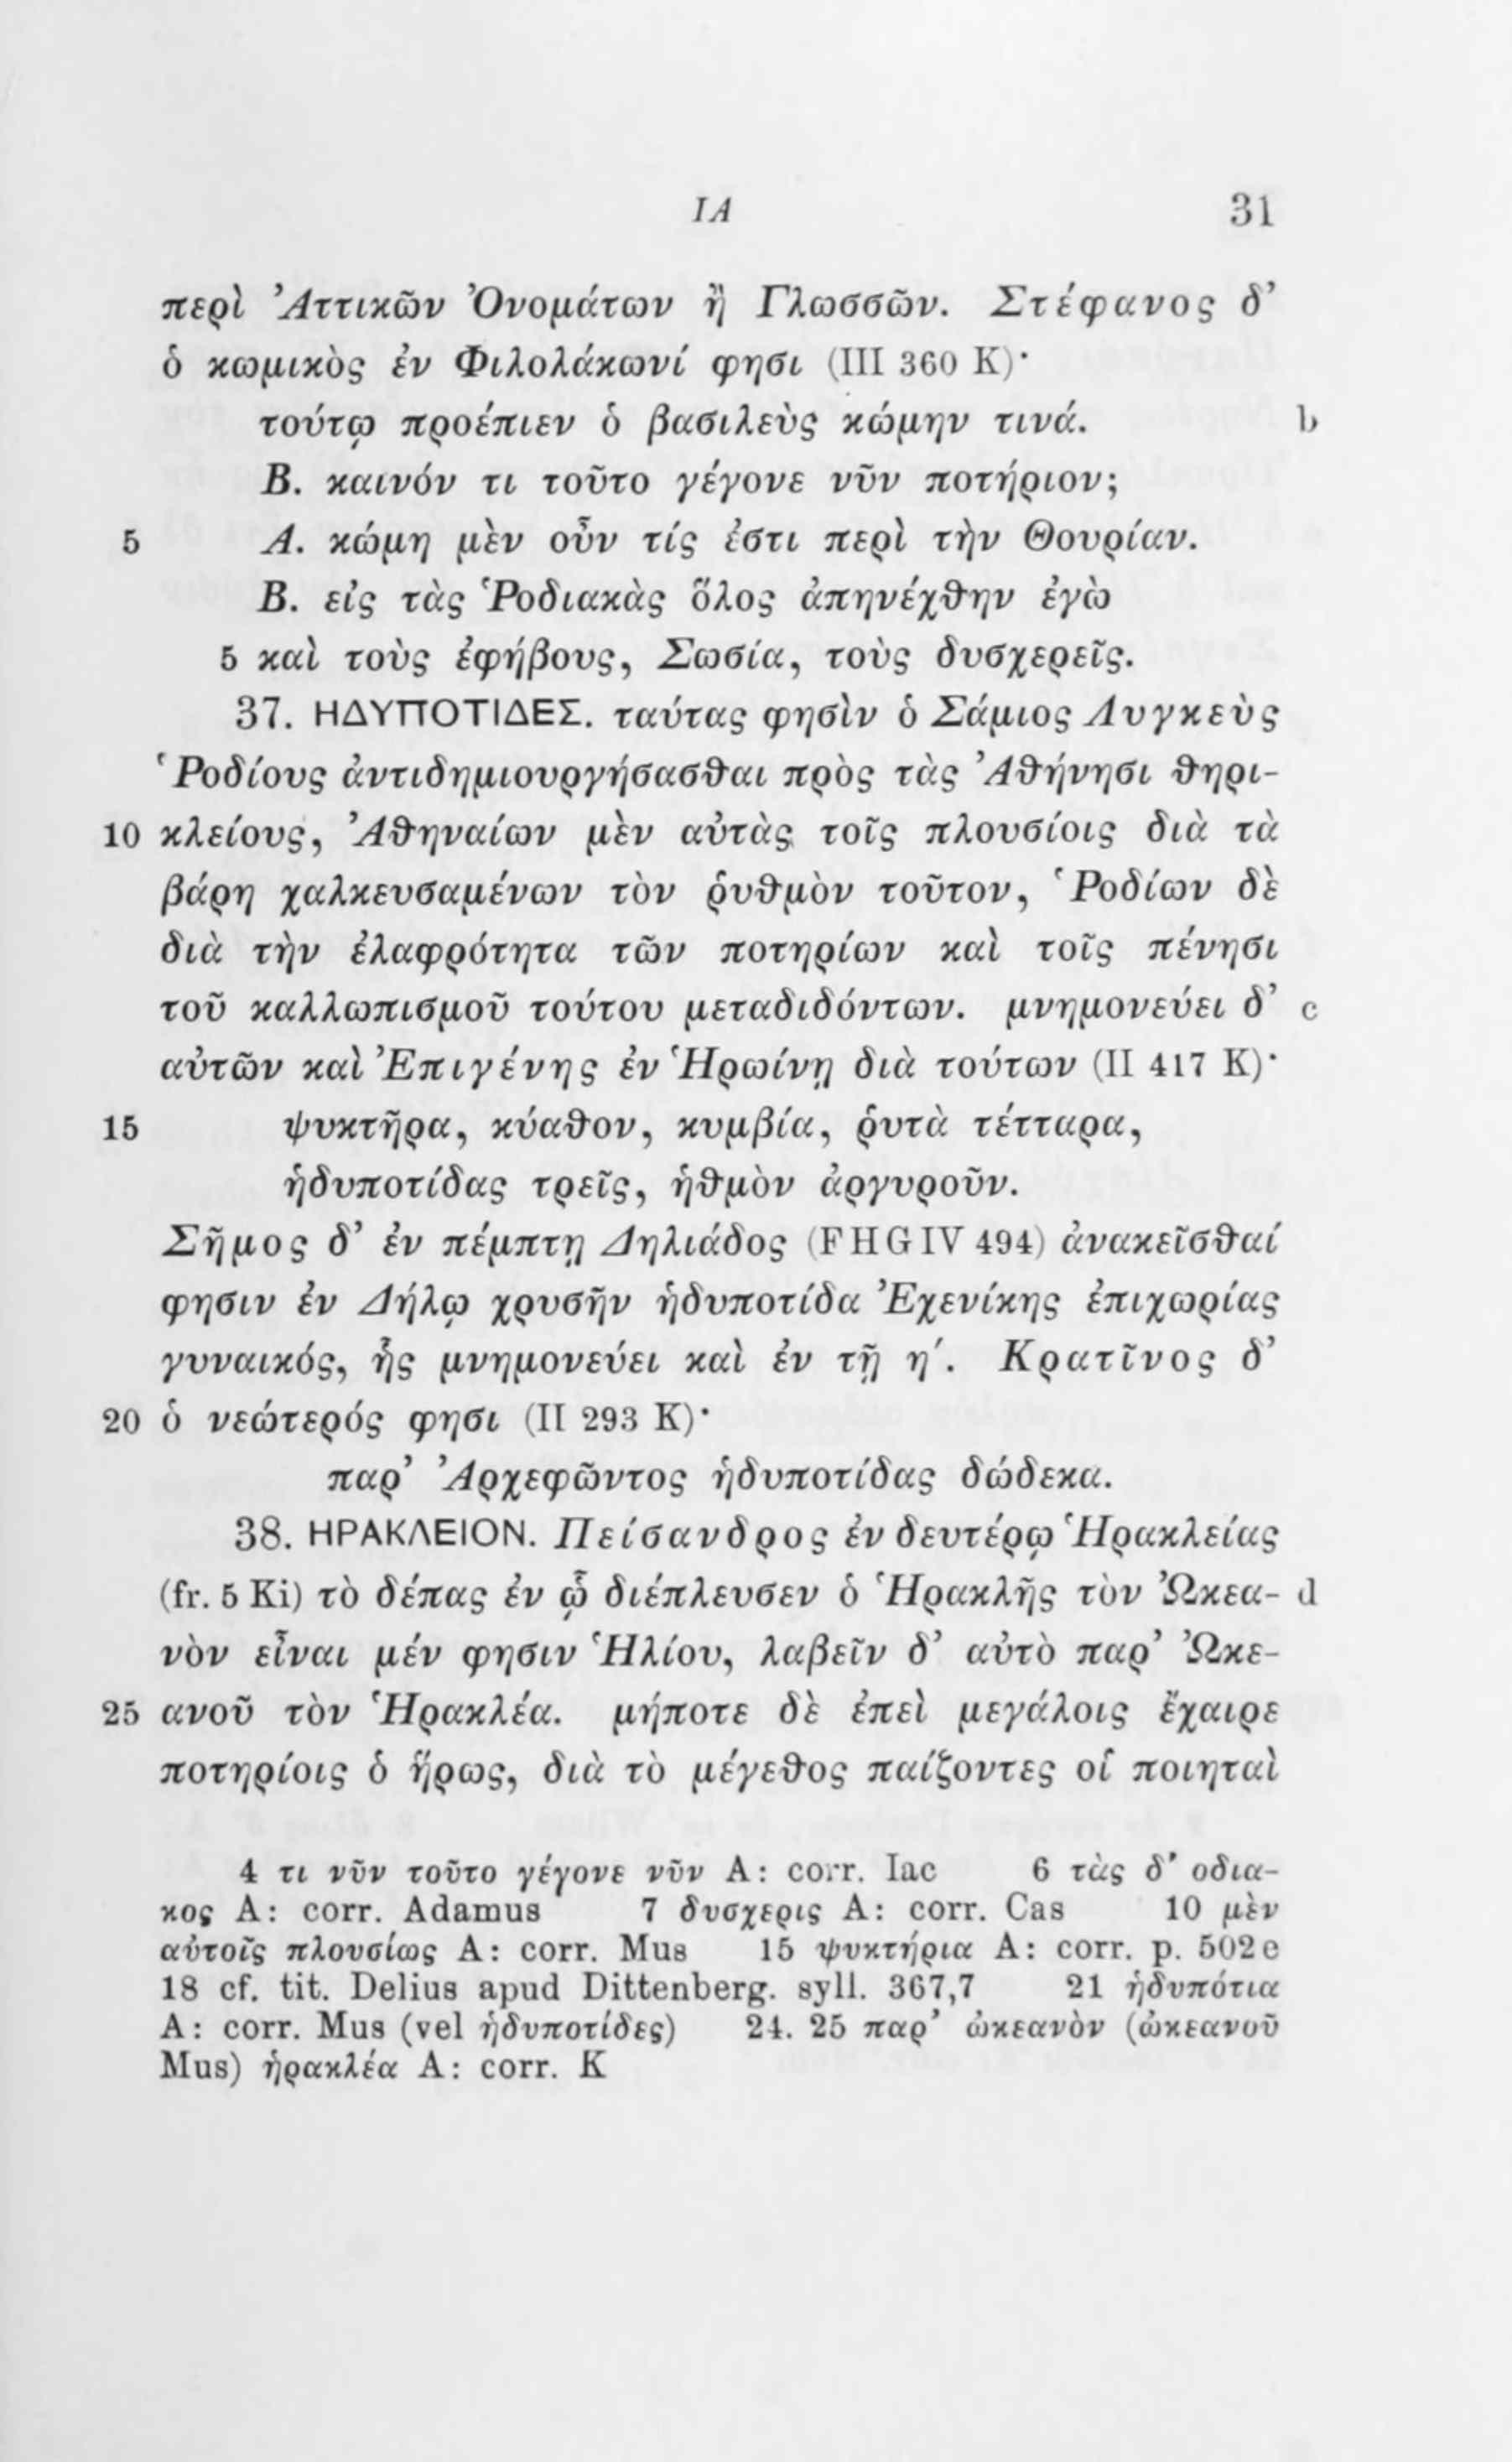 ΙΑ 31
περὶ Ἀττικῶν Ὀνομάτων ἢ Γλωσσῶν. Στέφανος δ’
ὁ κωμικὸς ἐν Φιλολάκωνί φησι (III 360 K)·
τούτῳ προέπιεν ὁ βασιλεὺς κώμην τινά. b
Β. καινόν τι τοῦτο γέγονε νῦν ποτήριον;
5 Α. κώμη μὲν οὖν τίς ἐστι περὶ τὴν Θουρίαν.
Β. εἰς τὰς Ῥοδιακὰς ὅλος ἀπηνέχθην ἐγὼ
5 καὶ τοὺς ἐφήβους, Σωσία, τοὺς δυσχερεῖς.
37. ΗΔΥΠΟΤΙΔΕΣ. ταύτας φησὶν ὁ Σάμιος Λυγκεὺς
Ῥοδίους ἀντιδημιουργήσασθαι πρὸς τὰς Ἀθήνησι θηρι-
10 κλείους, Ἀθηναίων μὲν αὐτὰς τοῖς πλουσίοις διὰ τὰ
βάρη χαλκευσαμένων τὸν ῥυθμὸν τοῦτον, Ῥοδίων δὲ
διὰ τὴν ἐλαφρότητα τῶν ποτηρίων καὶ τοῖς πένησι
τοῦ καλλωπισμοῦ τούτου μεταδιδόντων. μνημονεύει δ’ c
αὐτῶν καὶ Ἐπιγένης ἐν Ἡρωίνῃ διὰ τούτων (II 417 K)·
15 ψυκτῆρα, κύαθον, κυμβία, ῥυτὰ τέτταρα,
ἡδυποτίδας τρεῖς, ἡθμὸν ἀργυροῦν.
Σῆμος δ’ ἐν πέμπτῃ Δηλιάδος (FHG IV 494) ἀνακεῖσθαί
φησιν ἐν Δήλῳ χρυσῆν ἡδυποτίδα Ἐχενίκης ἐπιχωρίας
γυναικός, ἧς μνημονεύει καὶ ἐν τῇ η′. Κρατῖνος δ’
20 ὁ νεώτερός φησι (II 293 K)·
παρ’ Ἀρχεφῶντος ἡδυποτίδας δώδεκα.
38. ΗΡΑΚΛΕΙΟΝ. Πείσανδρος ἐν δευτέρῳ Ἡρακλείας
(fr. 5 Ki) τὸ δέπας ἐν ᾧ διέπλευσεν ὁ Ἡρακλῆς τὸν Ὠκεα- d
νὸν εἶναι μέν φησιν Ἡλίου, λαβεῖν δ’ αὐτὸ παρ’ Ὠκε-
25 ανοῦ τὸν Ἡρακλέα. μήποτε δὲ ἐπεὶ μεγάλοις ἔχαιρε
ποτηρίοις ὁ ἥρως, διὰ τὸ μέγεθος παίζοντες οἱ ποιηταὶ
4 τι νῦν τοῦτο γέγονε νῦν A: corr. Iac 6 τὰς δ’ οδια-
κος A: corr. Adamus 7 δυσχερις A: corr. Cas 10 μὲν
αὐτοῖς πλουσίως A: corr. Mus 15 ψυκτήρια A: corr. p. 502e
18 cf. tit. Delius apud Dittenberg. syll. 367,7 21 ἡδυπότια
A: corr. Mus (vel ἡδυποτίδες) 24. 25 παρ’ ὠκεανὸν (ὠκεανοῦ
Mus) ἡρακλέα A: corr. K